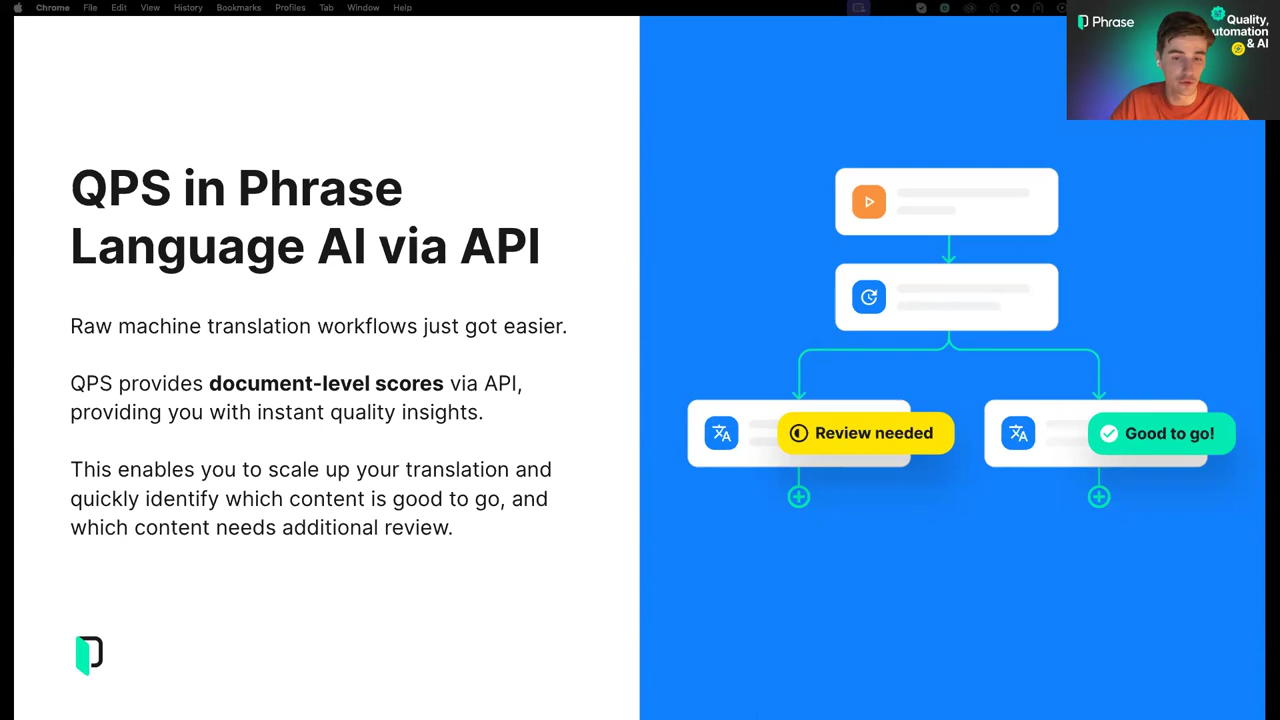 Chrome File Edit View History Bookmarks Profiles Tab Window Help
Phrase
Quality,
utomation
& AI
QPS in Phrase
Language AI via API
Raw machine translation workflows just got easier.
QPS provides document-level scores via API,
providing you with instant quality insights.
This enables you to scale up your translation and
quickly identify which content is good to go, and
which content needs additional review.
Review needed
Good to go!